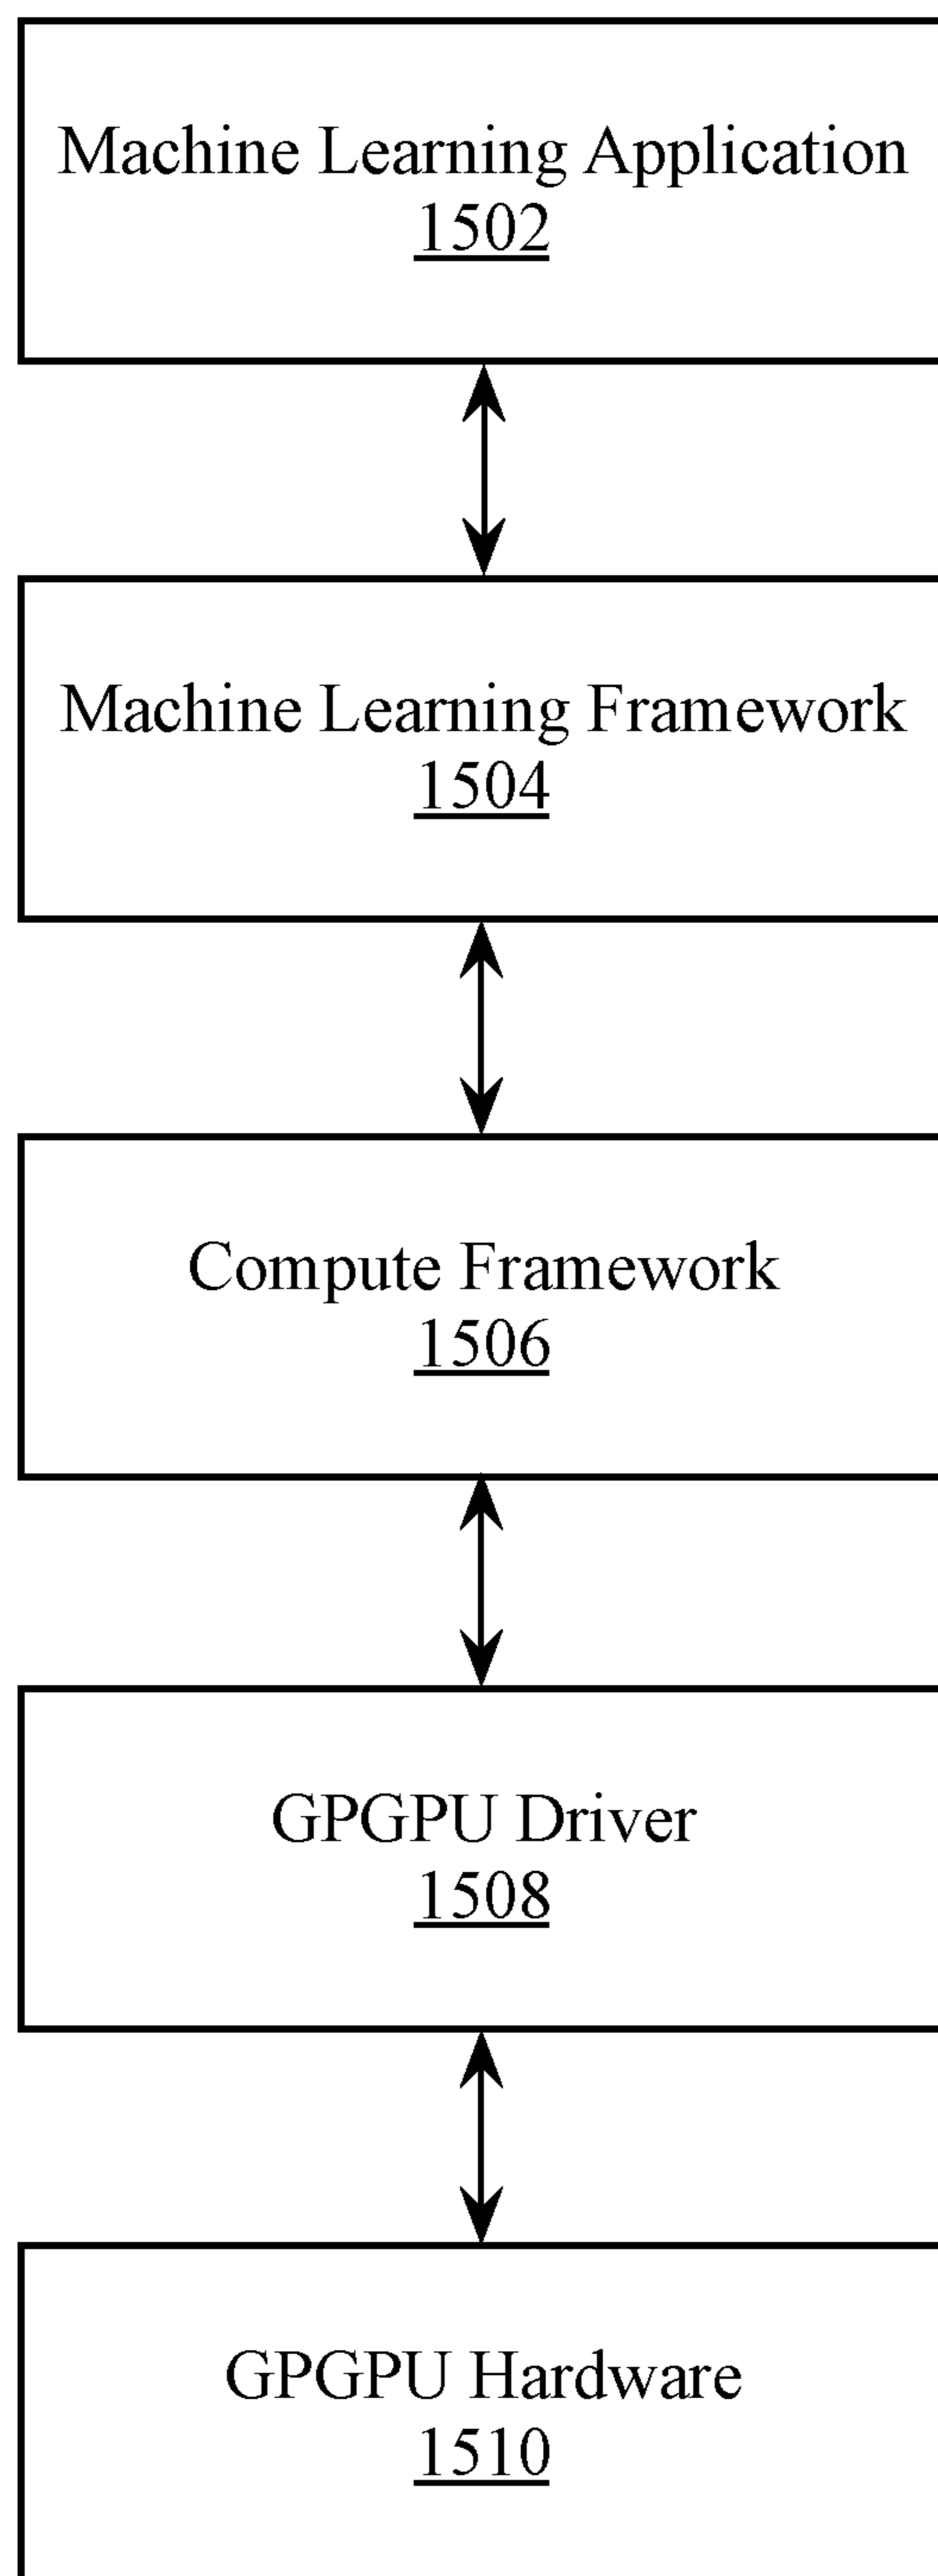 Machine Learning Application
1502
Machine Learning Framework
1504
Compute Framework
1506
GPGPU Driver
1508
GPGPU Hardware
1510